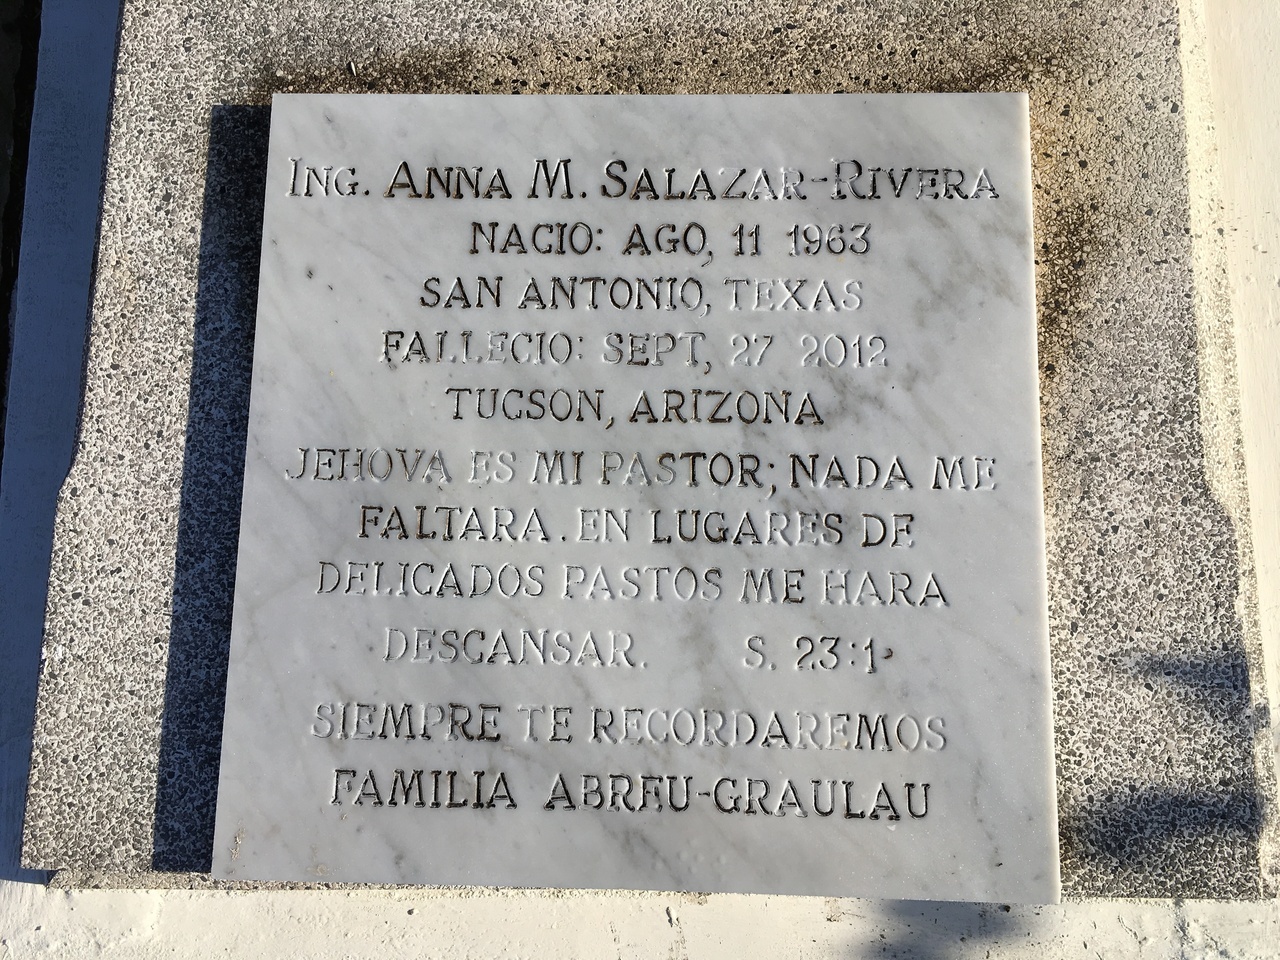 Ing. Anna M. Salazar-Rivera
NACIO: AGO, 11 1963
SAN ANTONIO, TEXAS
FALLECIO: SEPT, 27 2012
TUCSON, ARIZONA
JEHOVA ES MI PASTOR; NADA ME
FALTARA. EN LUGARES DE
DELICADOS PASTOS ME HARA
DESCANSAR. S. 23:1
SIEMPRE TE RECORDAREMOS
FAMILIA ABREU-GRAULAU